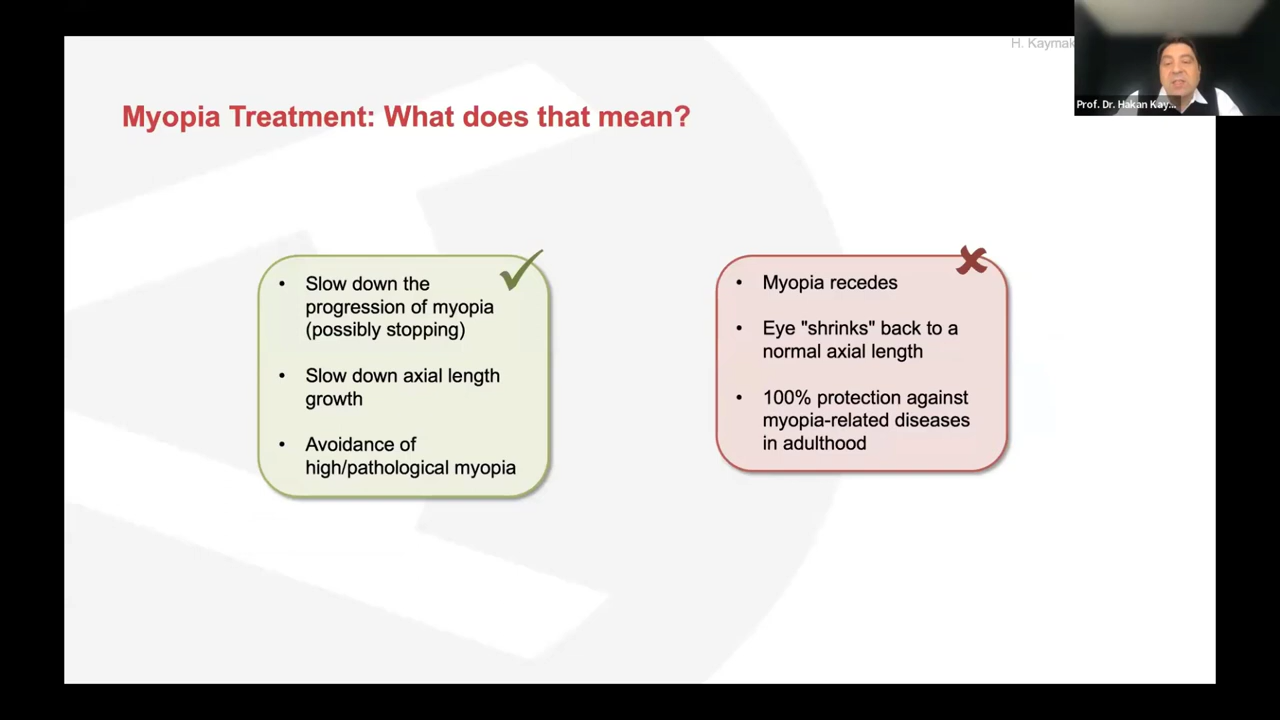 H. Kaymak
Prof. Dr. Hakan Kay...
Myopia Treatment: What does that mean?
• Slow down the
progression of myopia
(possibly stopping)
• Slow down axial length
growth
• Avoidance of
high/pathological myopia
• Myopia recedes
• Eye "shrinks" back to a
normal axial length
• 100% protection against
myopia-related diseases
in adulthood